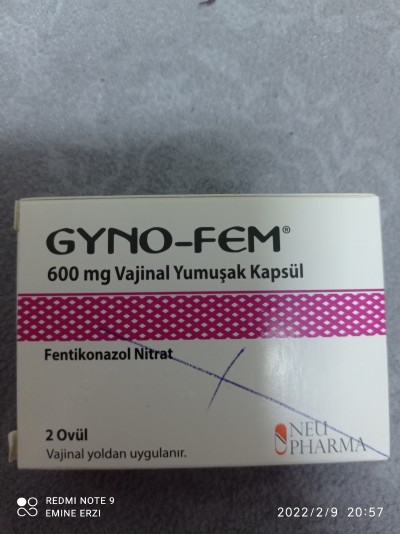 GYNO-FEM®
600 mg Vajinal Yumuşak Kapsül
Fentikonazol Nitrat
2 Ovül
Vajinal yoldan uygulanır.
NEU
PHARMA
REDMI NOTE 9
EMINE ERZI
2022/2/9 20:57